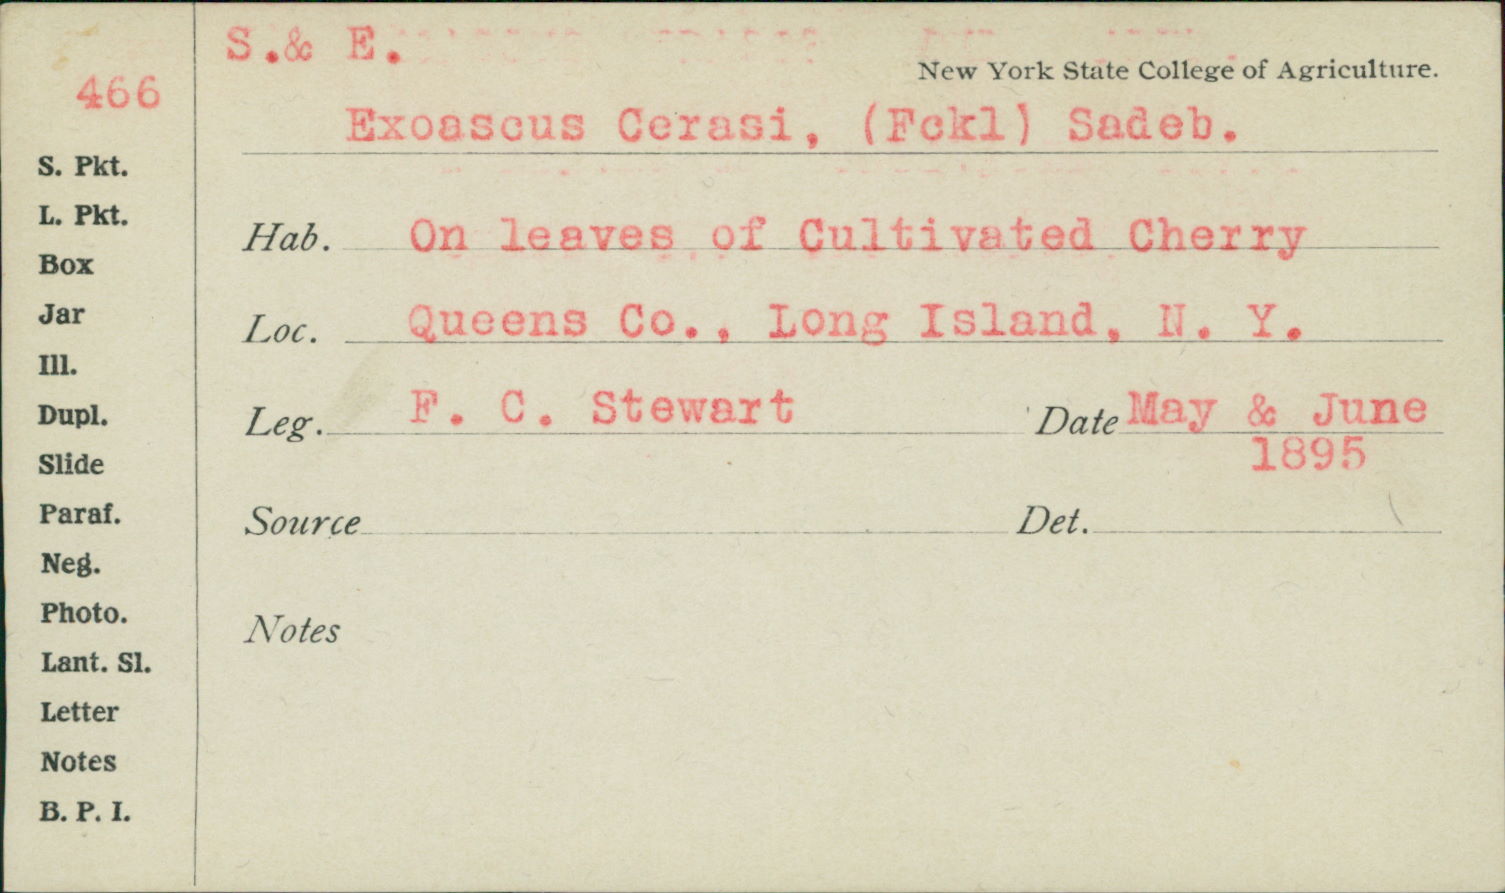 S.& E.
New York State College of Agriculture.
466
Exoascus Cerasi, (Fckl) Sadeb.
S. Pkt.
L. Pkt.
Hab. On leaves of Cultivated Cherry
Box
Jar
Loc. Queens Co., Long Island, N. Y.
Ill.
Dupl.
Leg. F. C. Stewart Date May & June
1895
Slide
Paraf.
Source Det.
Neg.
Photo.
Notes
Lant. Sl.
Letter
Notes
B. P. I.